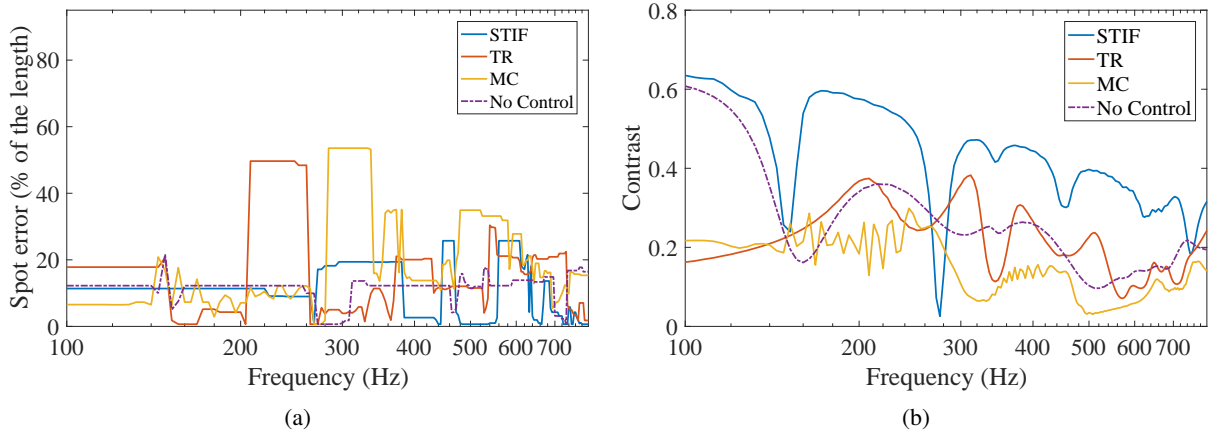 80
60
40
20
0
100
200
300
400
500
600
700
Spot error (% of the length)
Frequency (Hz)
STIF
TR
MC
No Control
(a)
0.8
0.6
0.4
0.2
0
100
200
300
400
500
600
700
Contrast
Frequency (Hz)
STIF
TR
MC
No Control
(b)